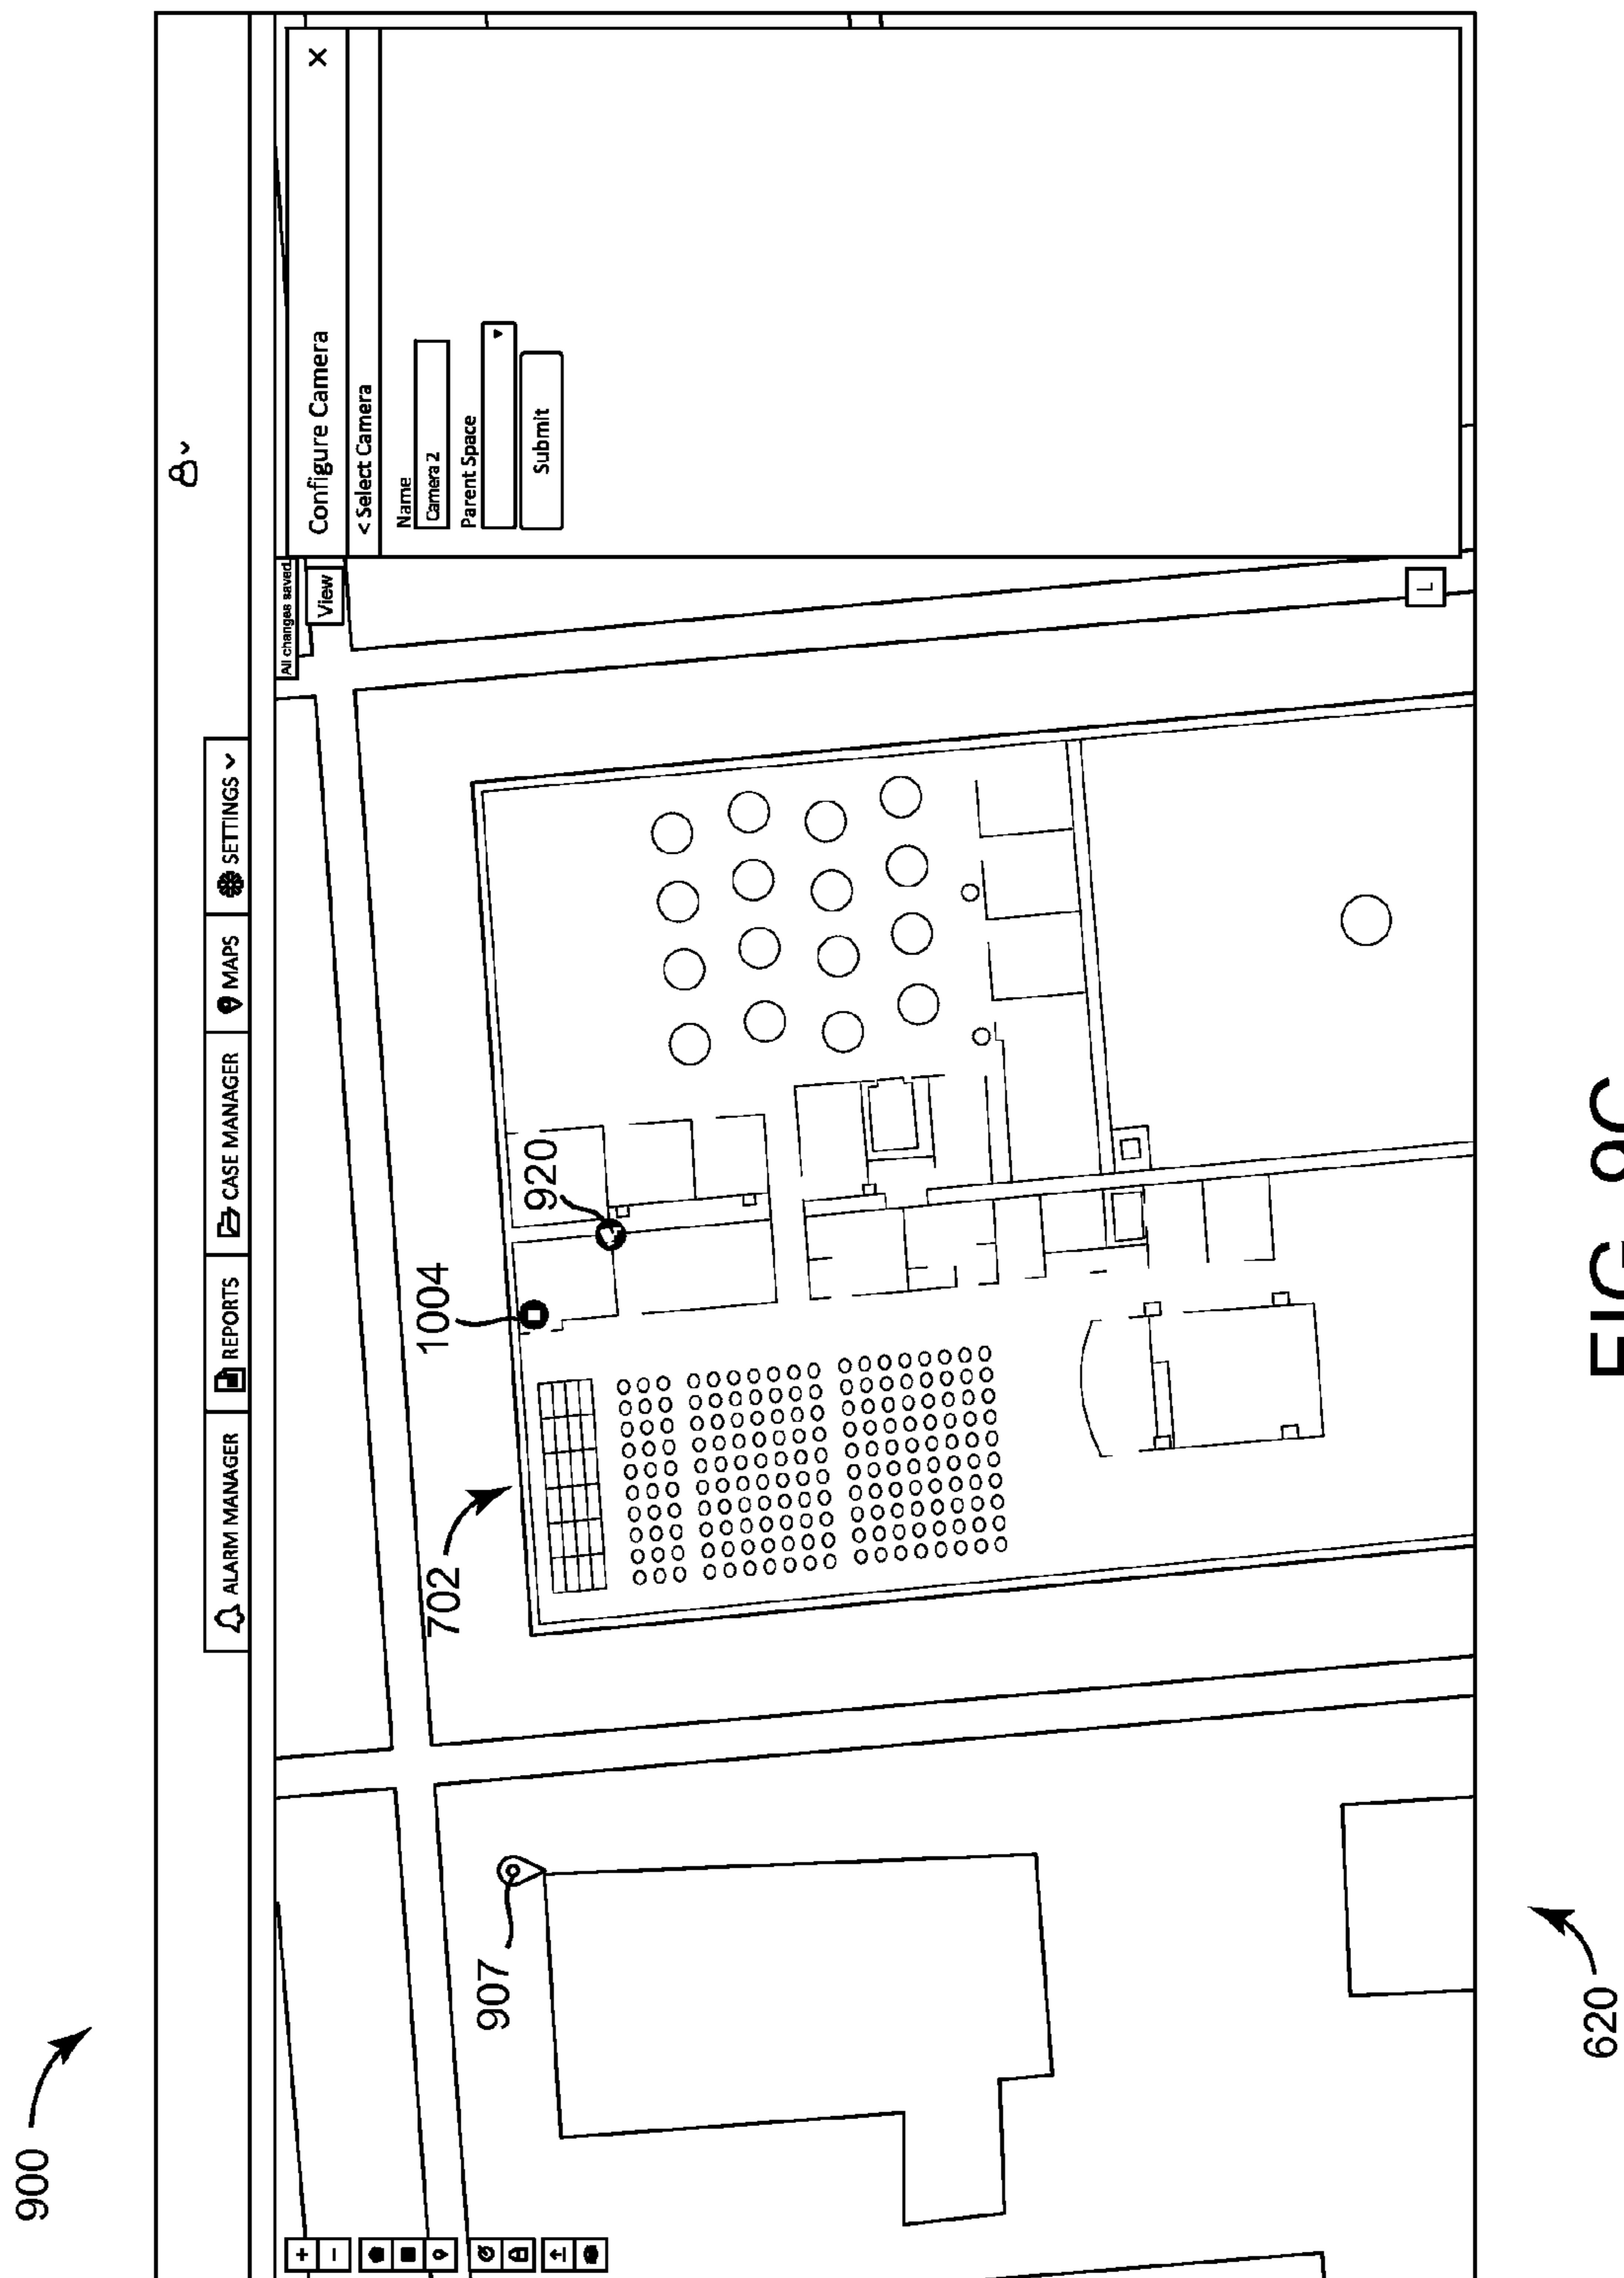 900
ALARM MANAGER
REPORTS
CASE MANAGER
MAPS
SETTINGS
+
−
All changes saved.
View
Configure Camera
X
< Select Camera
Name
Camera 2
Parent Space
Submit
702
1004
920
907
L
620
FIG. 9C